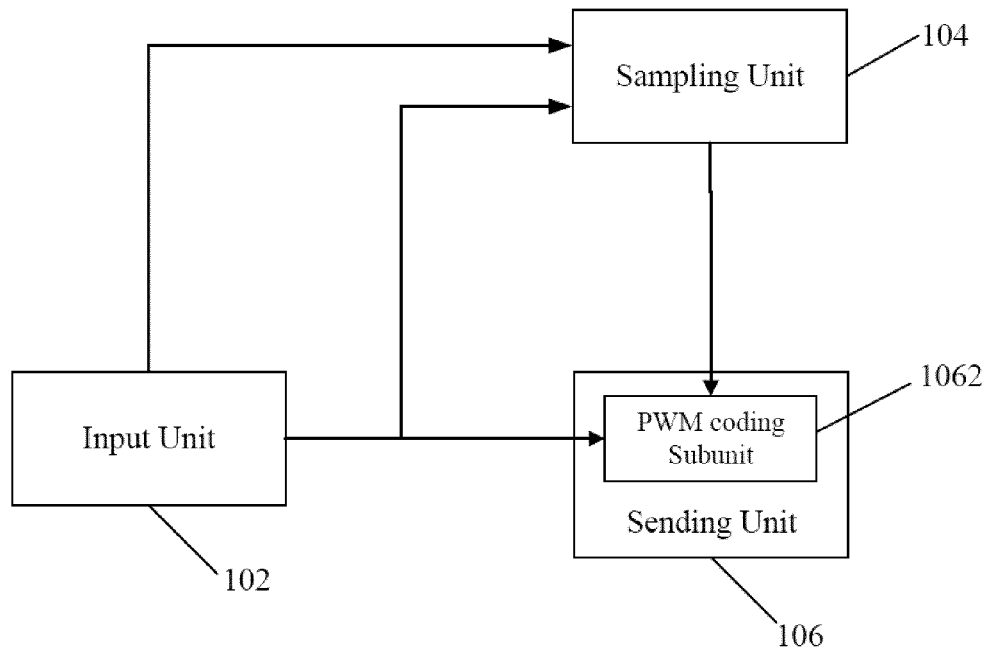 Sampling Unit
104
Input Unit
102
PWM coding
Subunit
1062
Sending Unit
106